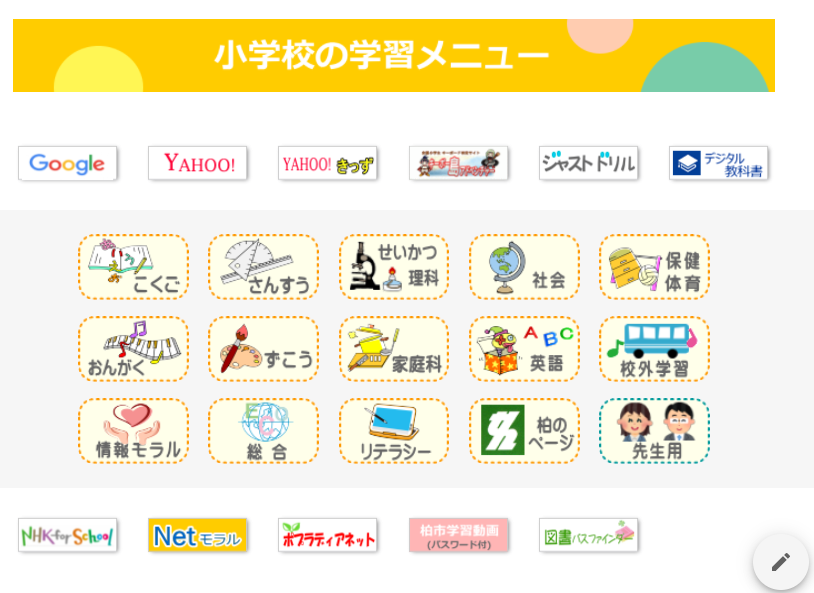 小学校の学習メニュー
Google
YAHOO!
YAHOO! きっず
ジャストドリル
デジタル
教科書
こくご
さんすう
せいかつ
理科
社会
保健
体育
おんがく
ずこう
家庭科
ABC
英語
校外学習
情報モラル
総合
リテラシー
柏の
ページ
先生用
NHK for School
Netモラル
ポプラディアネット
柏市学習動画
(パスワード付)
図書パスファインダー